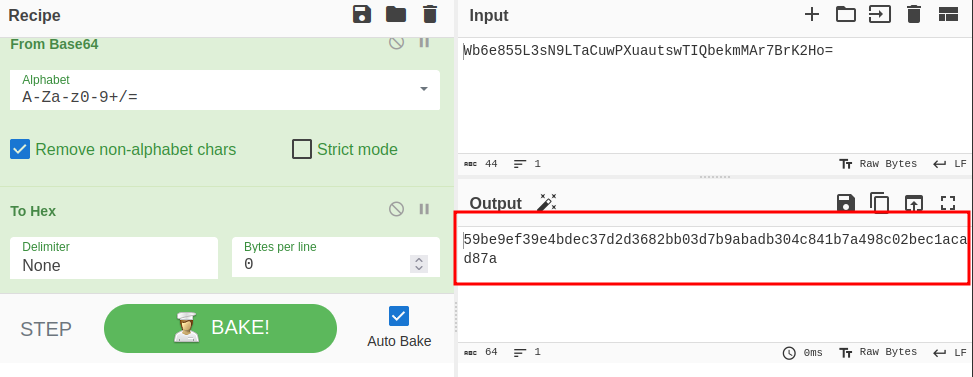 Recipe
From Base64
Alphabet
A-Za-z0-9+/=
Remove non-alphabet chars
Strict mode
To Hex
Delimiter
None
Bytes per line
0
STEP
BAKE!
Auto Bake
Input
Wb6e855L3sN9LTaCuwPXuautswTIQbekmMAr7BrK2Ho=
ABC 44 1 Tт Raw Bytes LF
Output
59be9ef39e4bdec37d2d3682bb03d7b9abadb304c841b7a498c02bec1aca
d87a
ABC 64 1 0ms Tт Raw Bytes LF